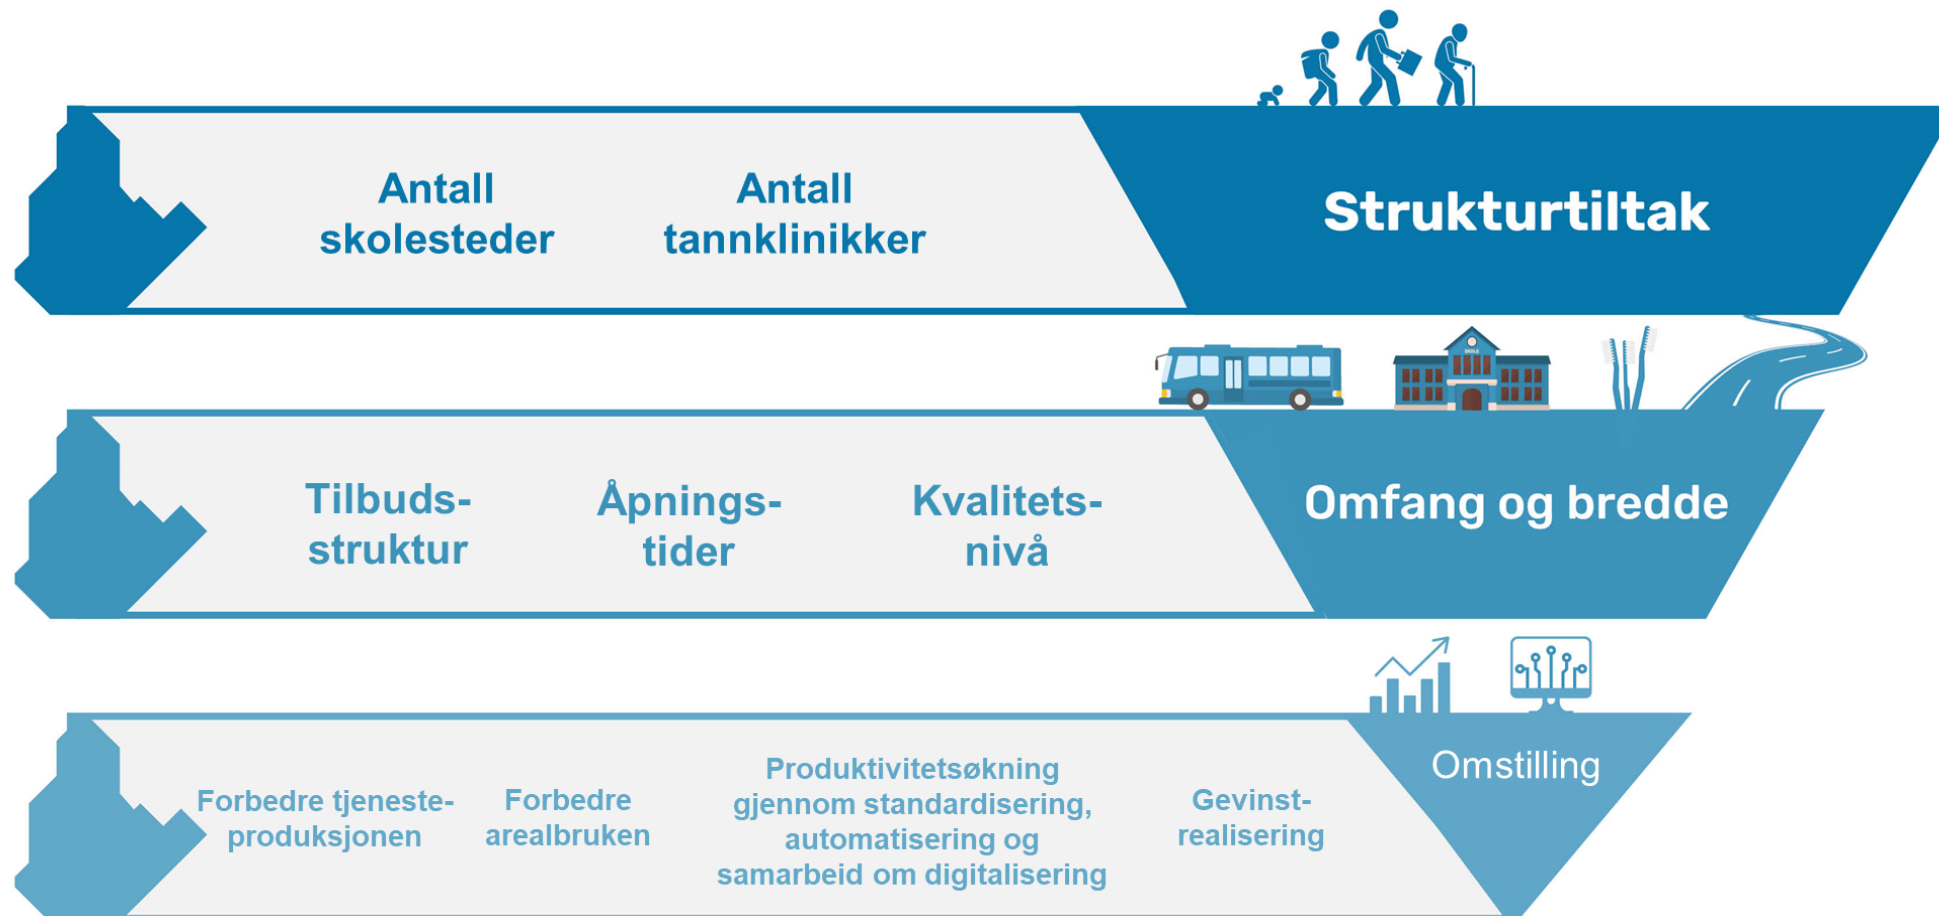 Antall
skolesteder
Antall
tannklinikker
Strukturtiltak
SKOLE
Tilbuds-
struktur
Åpnings-
tider
Kvalitets-
nivå
Omfang og bredde
Forbedre tjeneste-
produksjonen
Forbedre
arealbruken
Produktivitetsøkning
gjennom standardisering,
automatisering og
samarbeid om digitalisering
Gevinst-
realisering
Omstilling